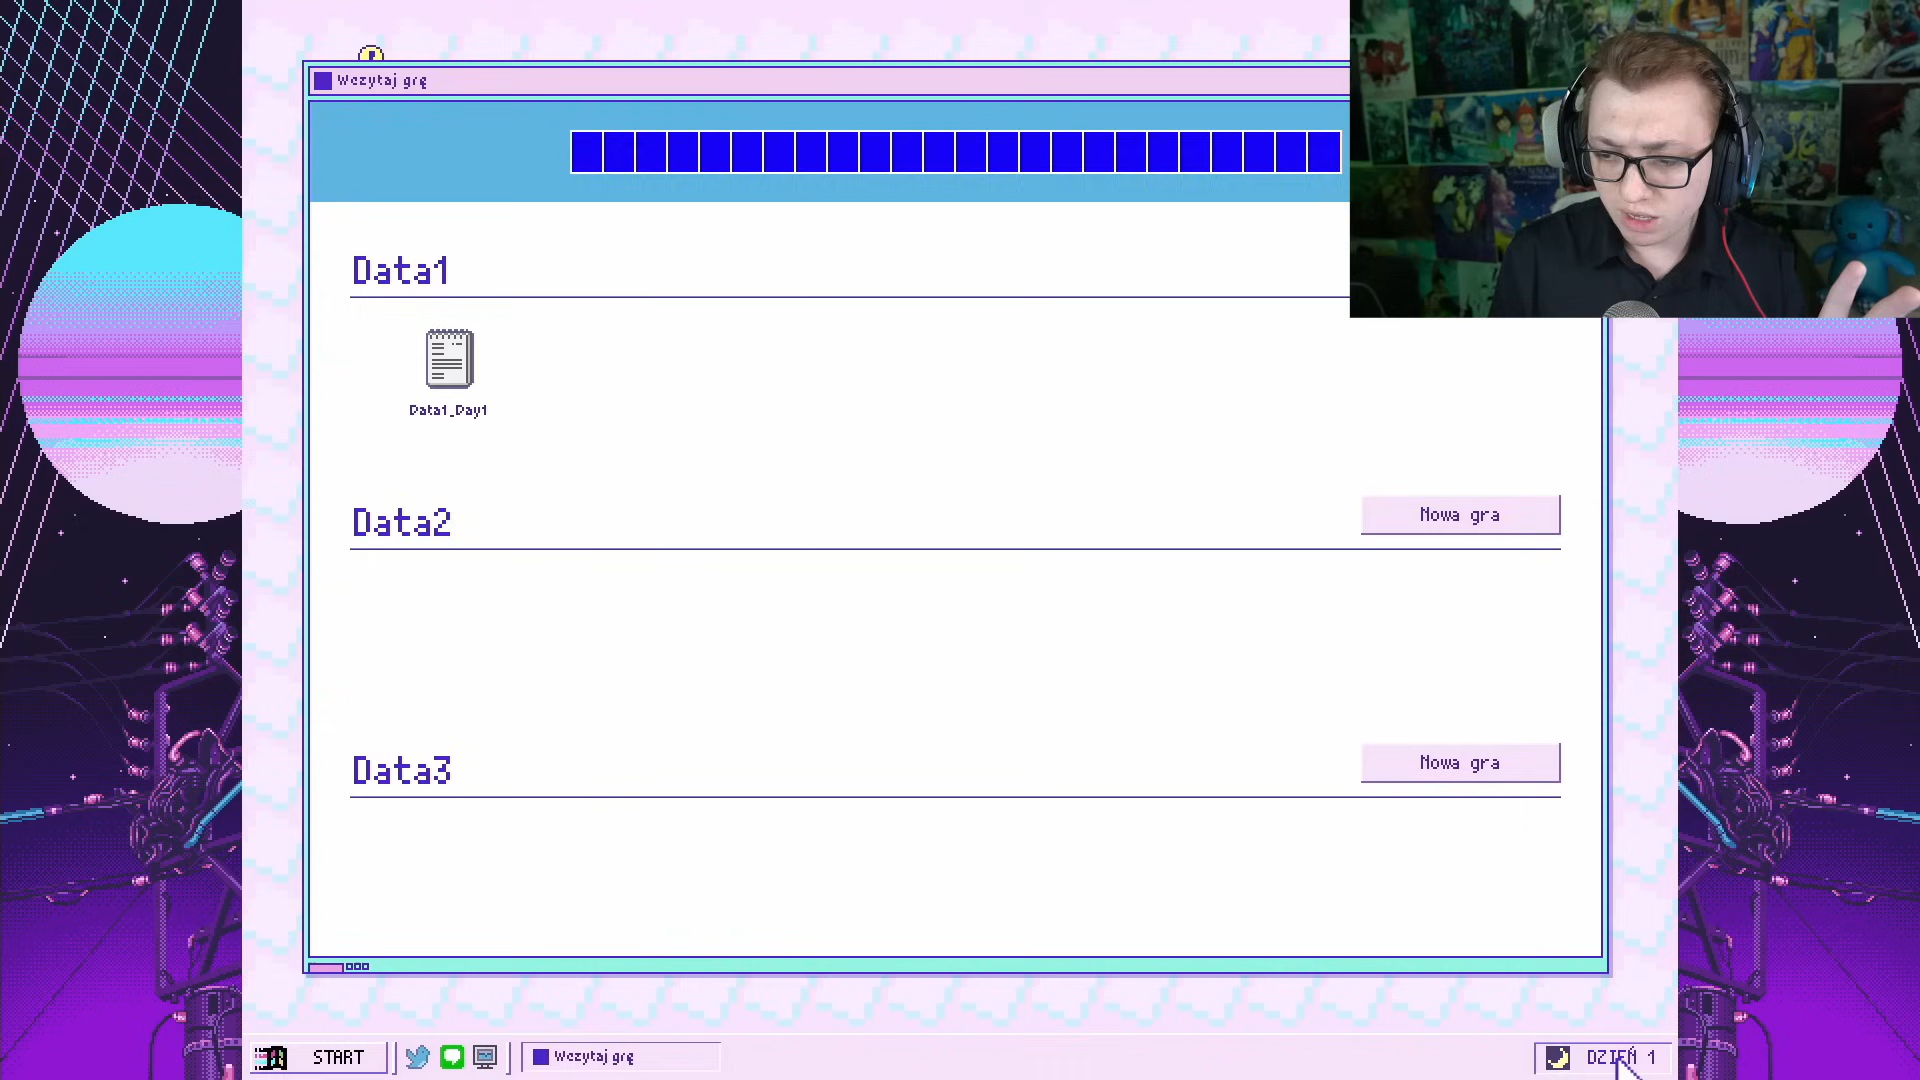 Wczytaj grę
Data1
Data1_Day1
Data2
Nowa gra
Data3
Nowa gra
START
Wczytaj grę
DZIEŃ 1